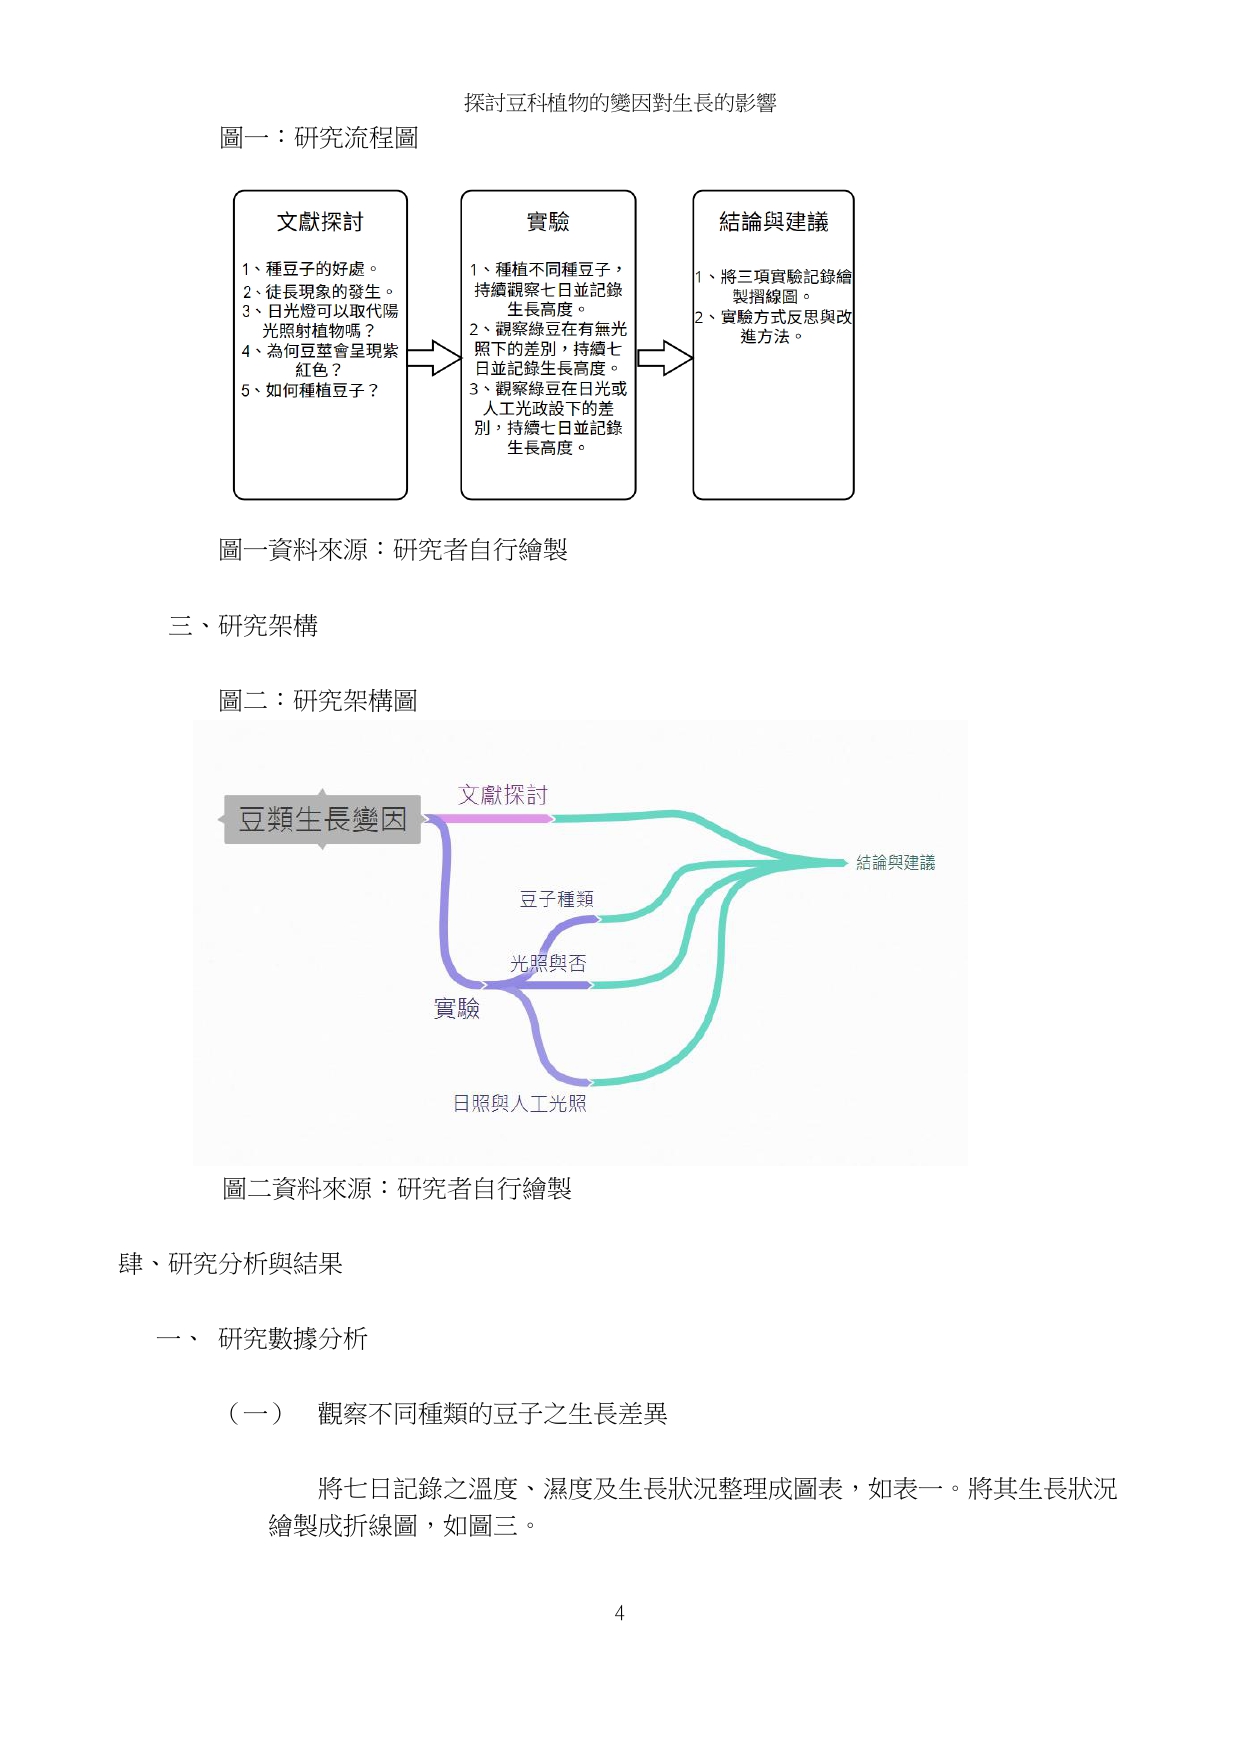 探討豆科植物的變因對生長的影響
圖一：研究流程圖
文獻探討
1、種豆子的好處。
2、徒長現象的發生。
3、日光燈可以取代陽
光照射植物嗎？
4、為何豆莖會呈現紫
紅色？
5、如何種植豆子？
實驗
1、種植不同種豆子，
持續觀察七日並記錄
生長高度。
2、觀察綠豆在有無光
照下的差別，持續七
日並記錄生長高度。
3、觀察綠豆在日光或
人工光政設下的差
別，持續七日並記錄
生長高度。
結論與建議
1、將三項實驗記錄繪
製摺線圖。
2、實驗方式反思與改
進方法。
圖一資料來源：研究者自行繪製
三、研究架構
圖二：研究架構圖
豆類生長變因
文獻探討
結論與建議
豆子種類
光照與否
實驗
日照與人工光照
圖二資料來源：研究者自行繪製
肆、研究分析與結果
一、 研究數據分析
（一） 觀察不同種類的豆子之生長差異
將七日記錄之溫度、濕度及生長狀況整理成圖表，如表一。將其生長狀況
繪製成折線圖，如圖三。
4